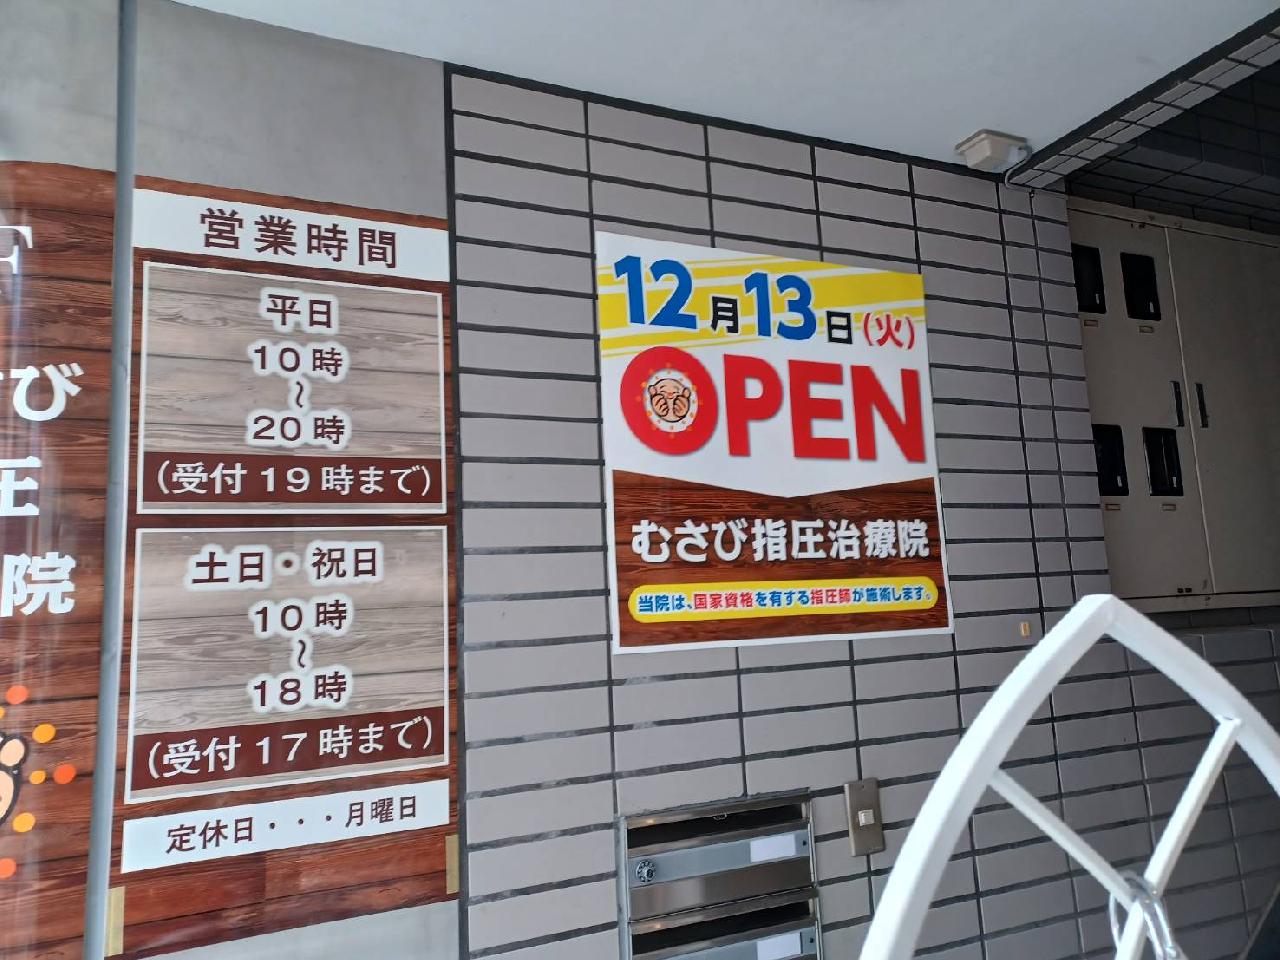 営業時間
平日
10時
～
20時
(受付19時まで)
土日・祝日
10時
～
18時
(受付17時まで)
定休日・・・月曜日
び
圧
院
12月13日(火)
OPEN
むさび指圧治療院
当院は、国家資格を有する指圧師が施術します。